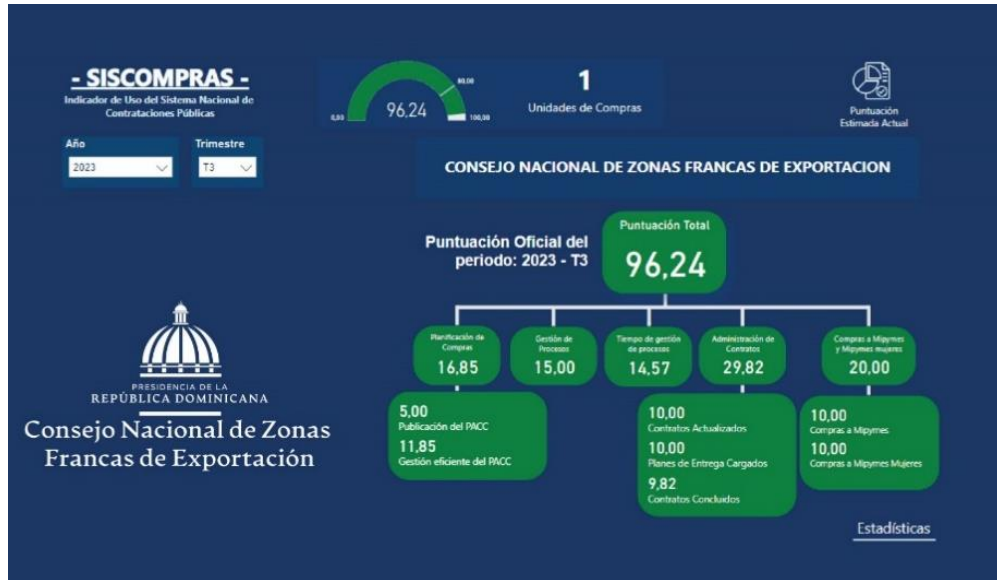 - SISCOMPRAS -
Indicador de Uso del Sistema Nacional de
Contrataciones Públicas
Año
2023
Trimestre
T3
0,00
96,24
80,00
100,00
1
Unidades de Compras
Puntuación
Estimada Actual
CONSEJO NACIONAL DE ZONAS FRANCAS DE EXPORTACION
Puntuación Oficial del
periodo: 2023 - T3
Puntuación Total
96,24
Planificación de
Compras
16,85
Gestión de
Procesos
15,00
Tiempo de gestión
de procesos
14,57
Administración de
Contratos
29,82
Compras a Mipymes
y Mipymes mujeres
20,00
5,00
Publicación del PACC
11,85
Gestión eficiente del PACC
10,00
Contratos Actualizados
10,00
Planes de Entrega Cargados
9,82
Contratos Concluidos
10,00
Compras a Mipymes
10,00
Compras a Mipymes Mujeres
PRESIDENCIA DE LA
REPÚBLICA DOMINICANA
Consejo Nacional de Zonas
Francas de Exportación
Estadísticas